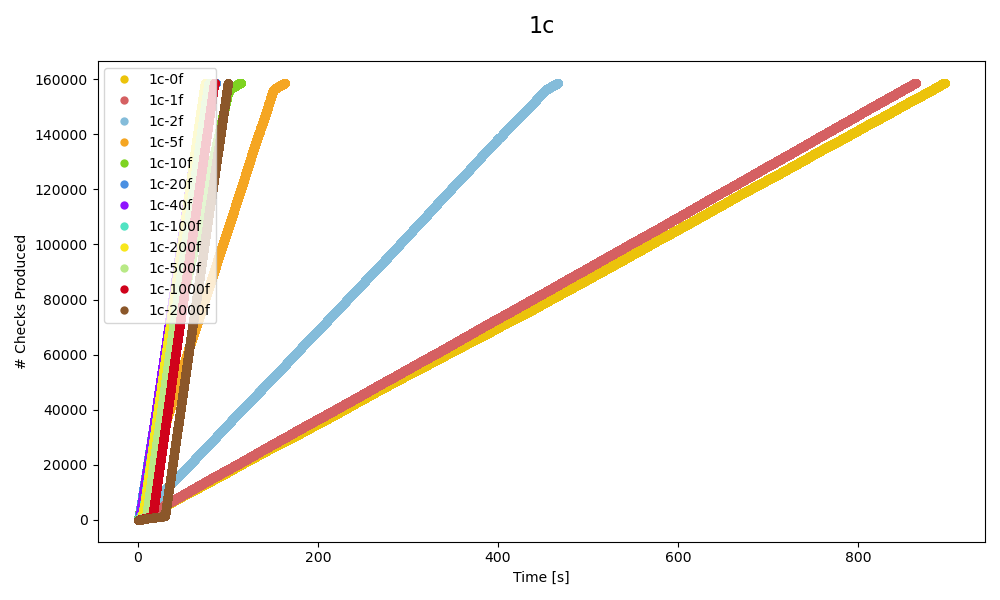 1c
160000
140000
120000
100000
80000
60000
40000
20000
0
# Checks Produced
1c-0f
1c-1f
1c-2f
1c-5f
1c-10f
1c-20f
1c-40f
1c-100f
1c-200f
1c-500f
1c-1000f
1c-2000f
0 200 400 600 800
Time [s]